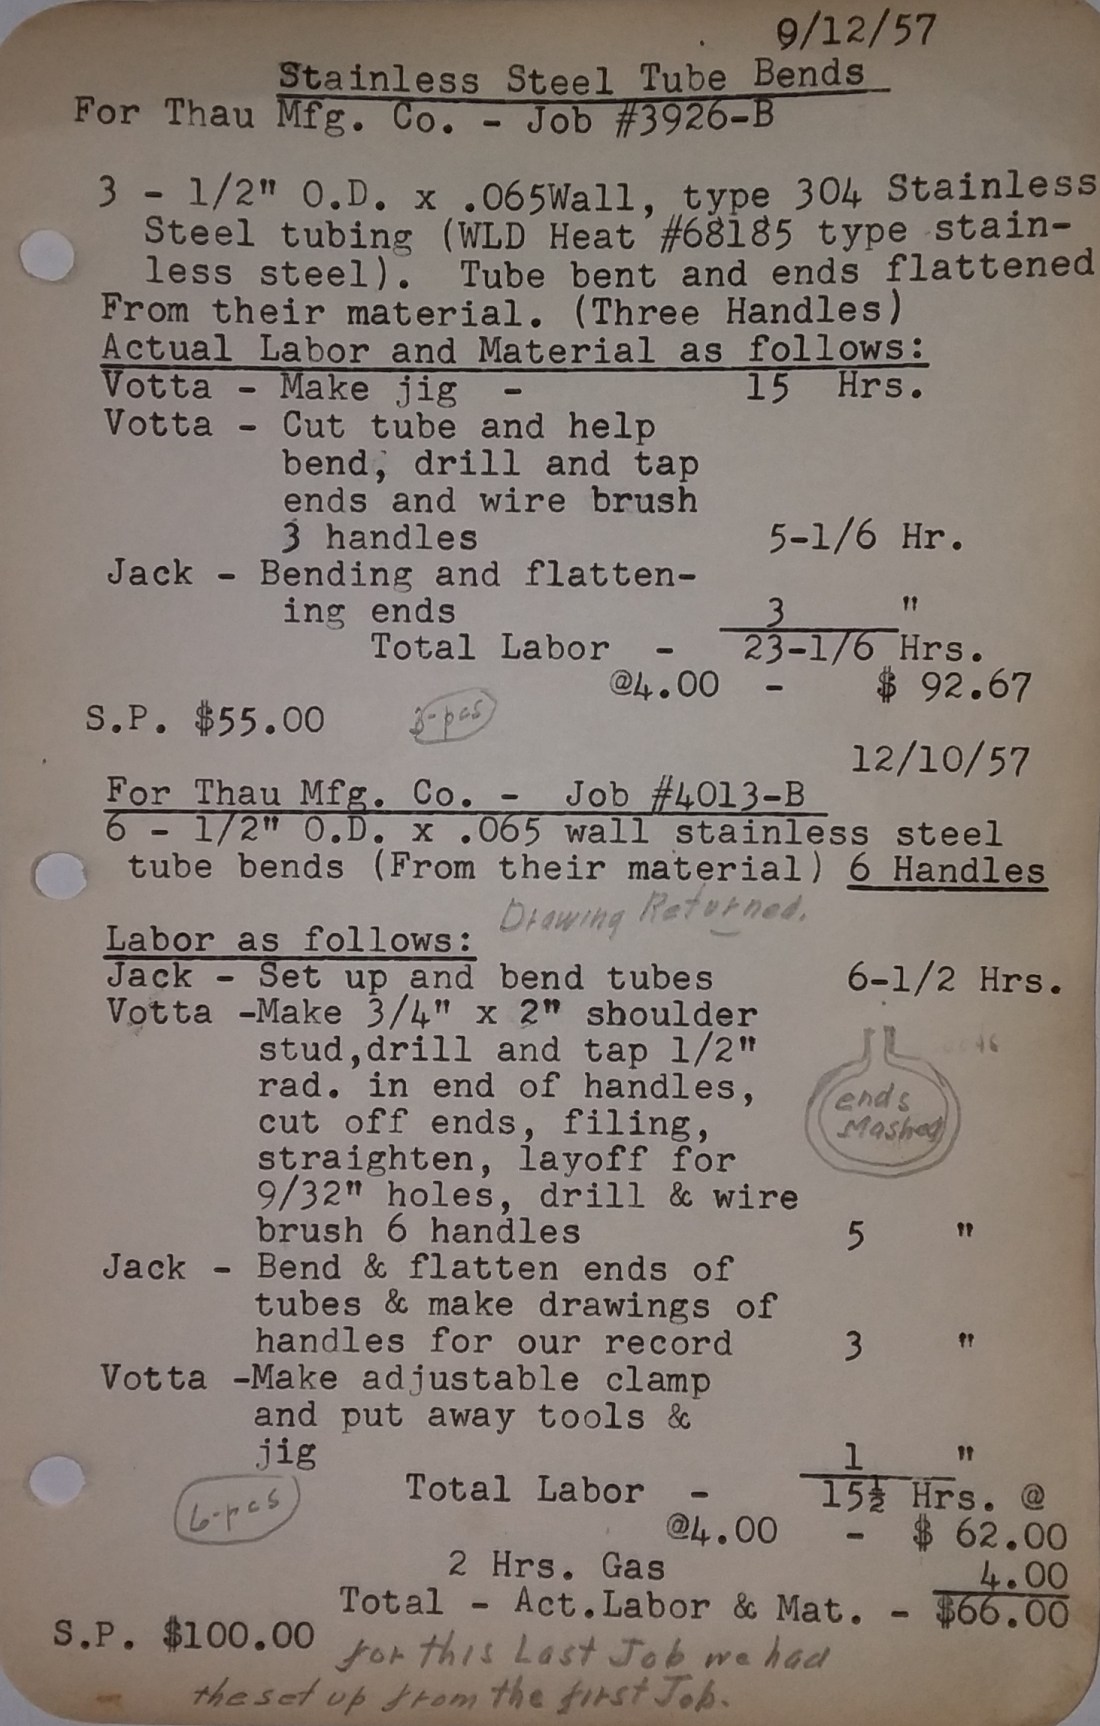 9/12/57
Stainless Steel Tube Bends
For Thau Mfg. Co. - Job #3926-B
3 - 1/2" O.D. x .065Wall, type 304 Stainless
Steel tubing (WLD Heat #68185 type stain-
less steel). Tube bent and ends flattened
From their material. (Three Handles)
Actual Labor and Material as follows:
Votta - Make jig - 15 Hrs.
Votta - Cut tube and help
bend, drill and tap
ends and wire brush
3 handles 5-1/6 Hr.
Jack - Bending and flatten-
ing ends 3 "
Total Labor - 23-1/6 Hrs.
@4.00 - $ 92.67
S.P. $55.00 3-pcs
12/10/57
For Thau Mfg. Co. - Job #4013-B
6 - 1/2" O.D. x .065 wall stainless steel
tube bends (From their material) 6 Handles
Drawing Returned.
Labor as follows:
Jack - Set up and bend tubes 6-1/2 Hrs.
Votta -Make 3/4" x 2" shoulder
stud,drill and tap 1/2"
rad. in end of handles,
cut off ends, filing,
straighten, layoff for
9/32" holes, drill & wire
brush 6 handles 5 "
ends
Mashed
Jack - Bend & flatten ends of
tubes & make drawings of
handles for our record 3 "
Votta -Make adjustable clamp
and put away tools &
jig 1 "
6-pcs
Total Labor - 15½ Hrs. @
@4.00 - $ 62.00
2 Hrs. Gas 4.00
Total - Act.Labor & Mat. - $66.00
S.P. $100.00 for this Last Job we had
the set up from the first Job.